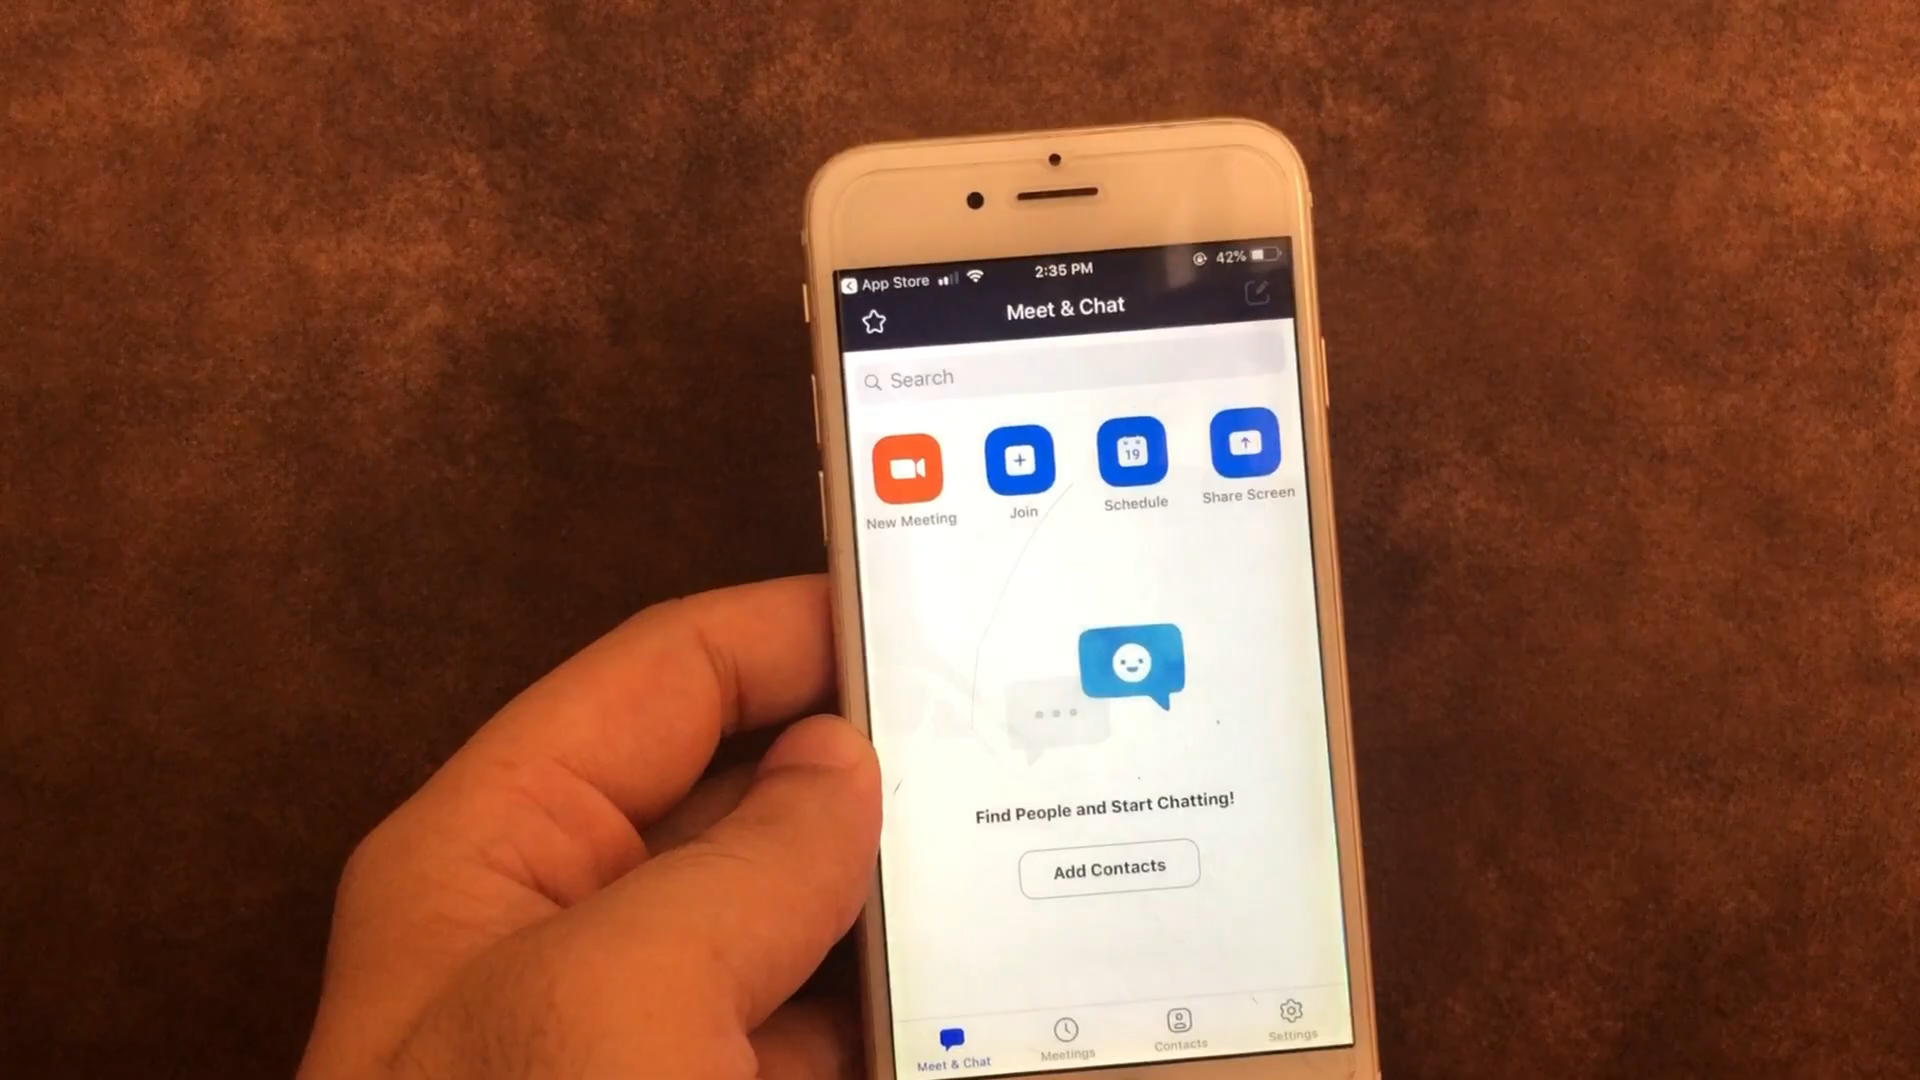 App Store
2:35 PM
42%
Meet & Chat
Search
New Meeting
Join
19
Schedule
Share Screen
Find People and Start Chatting!
Add Contacts
Meet & Chat
Meetings
Contacts
Settings